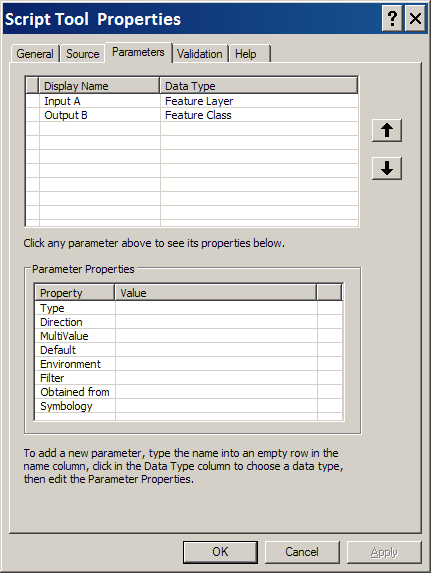 Script Tool Properties
General Source Parameters Validation Help
Display Name Data Type
Input A Feature Layer
Output B Feature Class
Click any parameter above to see its properties below.
Parameter Properties
Property Value
Type
Direction
MultiValue
Default
Environment
Filter
Obtained from
Symbology
To add a new parameter, type the name into an empty row in the
name column, click in the Data Type column to choose a data type,
then edit the Parameter Properties.
OK Cancel Apply